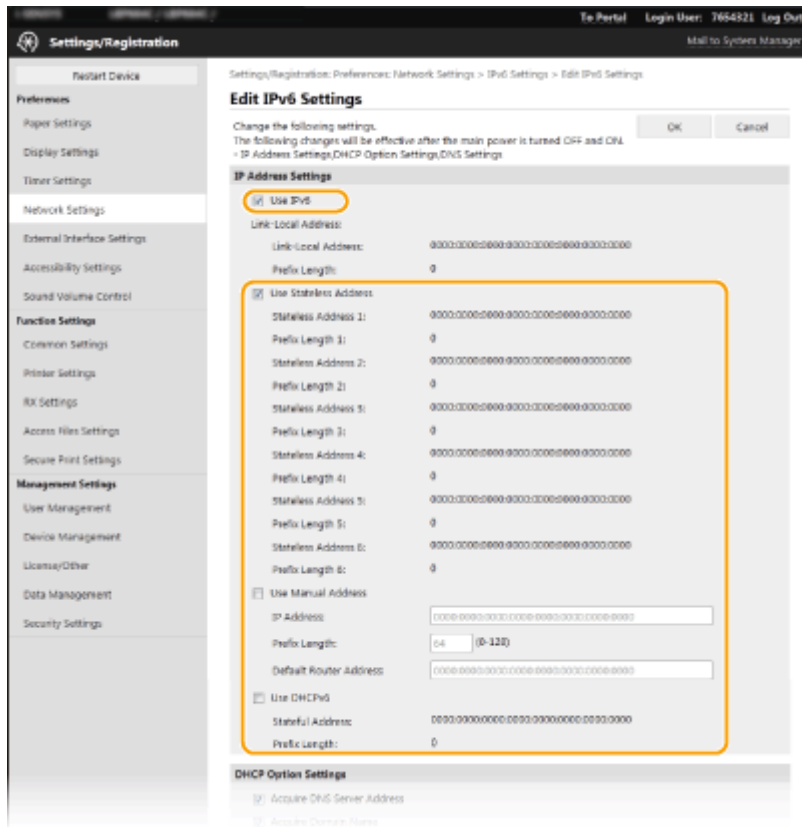 To Portal Login User: 7654321 Log Out
Settings/Registration
Mail to System Manager
Restart Device
Preferences
Paper Settings
Display Settings
Timer Settings
Network Settings
External Interface Settings
Accessibility Settings
Sound Volume Control
Function Settings
Common Settings
Printer Settings
RX Settings
Access Files Settings
Secure Print Settings
Management Settings
User Management
Device Management
License/Other
Data Management
Security Settings
Settings/Registration: Preferences: Network Settings > IPv6 Settings > Edit IPv6 Settings
Edit IPv6 Settings
Change the following settings.
The following changes will be effective after the main power is turned OFF and ON.
- IP Address Settings,DHCP Option Settings,DNS Settings
OK Cancel
IP Address Settings
Use IPv6
Link-Local Address:
Link-Local Address: 0000:0000:0000:0000:0000:0000:0000:0000
Prefix Length: 0
Use Stateless Address
Stateless Address 1: 0000:0000:0000:0000:0000:0000:0000:0000
Prefix Length 1: 0
Stateless Address 2: 0000:0000:0000:0000:0000:0000:0000:0000
Prefix Length 2: 0
Stateless Address 3: 0000:0000:0000:0000:0000:0000:0000:0000
Prefix Length 3: 0
Stateless Address 4: 0000:0000:0000:0000:0000:0000:0000:0000
Prefix Length 4: 0
Stateless Address 5: 0000:0000:0000:0000:0000:0000:0000:0000
Prefix Length 5: 0
Stateless Address 6: 0000:0000:0000:0000:0000:0000:0000:0000
Prefix Length 6: 0
Use Manual Address
IP Address: 0000:0000:0000:0000:0000:0000:0000:0000
Prefix Length: 64 (0-128)
Default Router Address: 0000:0000:0000:0000:0000:0000:0000:0000
Use DHCPv6
Stateful Address: 0000:0000:0000:0000:0000:0000:0000:0000
Prefix Length: 0
DHCP Option Settings
Acquire DNS Server Address
Acquire Domain Name